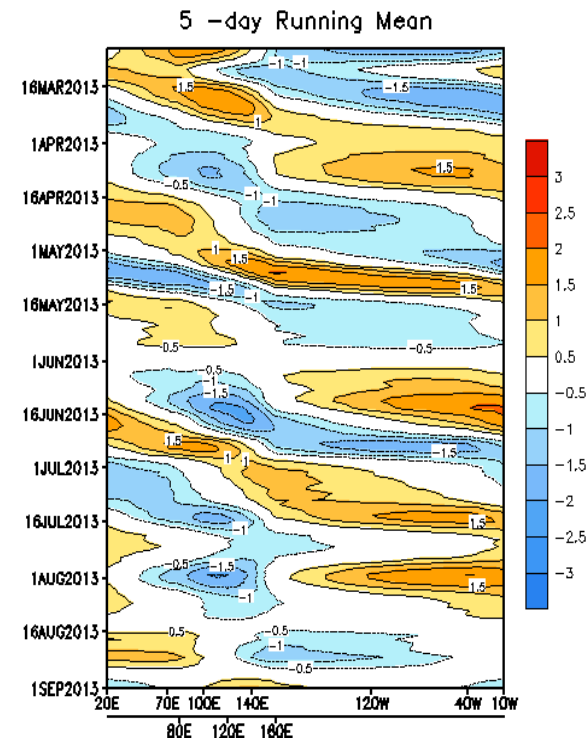 5 -day Running Mean
16MAR2013
1APR2013
16APR2013
1MAY2013
16MAY2013
1JUN2013
16JUN2013
1JUL2013
16JUL2013
1AUG2013
16AUG2013
1SEP2013
20E 70E 100E 140E 120W 40W 10W
80E 120E 160E
3
2.5
2
1.5
1
0.5
-0.5
-1
-1.5
-2
-2.5
-3
-1 -1
1.5 -1.5
1
1.5
-0.5
-1 -1
1
1.5
-1.5 -1 1.5
0.5 -0.5
-0.5
-1
-1.5
1.5 1 1 -1.5
-1 1.5
-0.5
-1.5 1.5
-1
0.5 -0.5
-1
-0.5